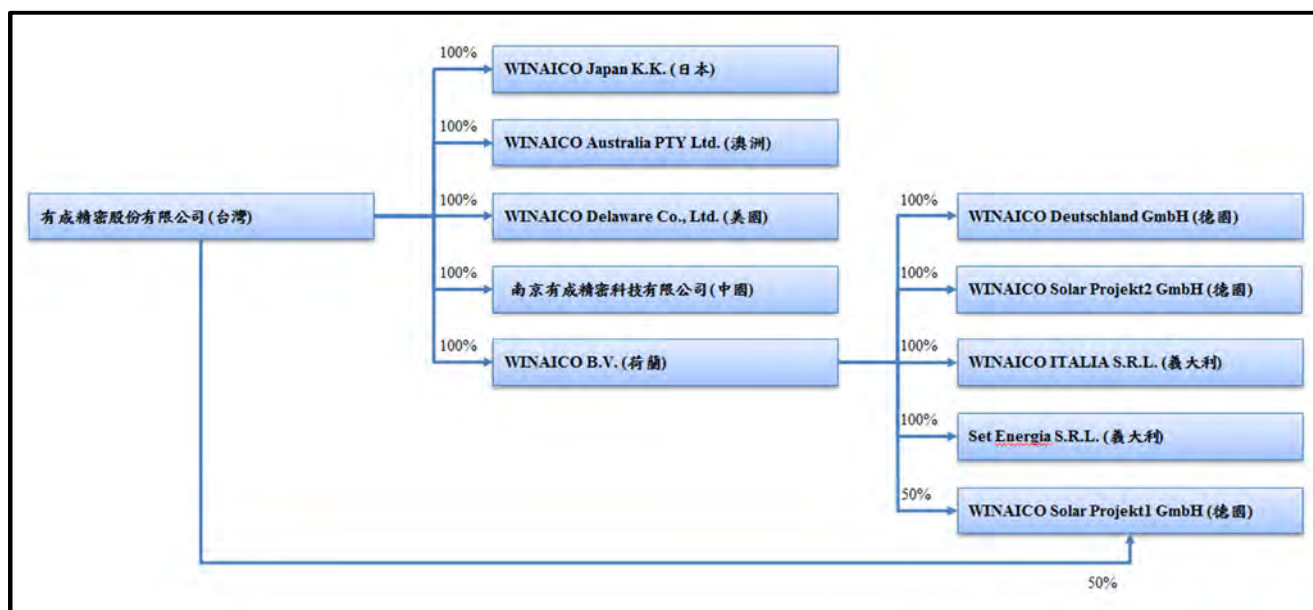 有成精密股份有限公司(台灣)
100%
WINAICO Japan K.K. (日本)
100%
WINAICO Australia PTY Ltd. (澳洲)
100%
WINAICO Delaware Co., Ltd. (美國)
100%
南京有成精密科技有限公司(中國)
100%
WINAICO B.V. (荷蘭)
100%
WINAICO Deutschland GmbH (德國)
100%
WINAICO Solar Projekt2 GmbH (德國)
100%
WINAICO ITALIA S.R.L. (義大利)
100%
Set Energia S.R.L. (義大利)
50%
WINAICO Solar Projekt1 GmbH (德國)
50%